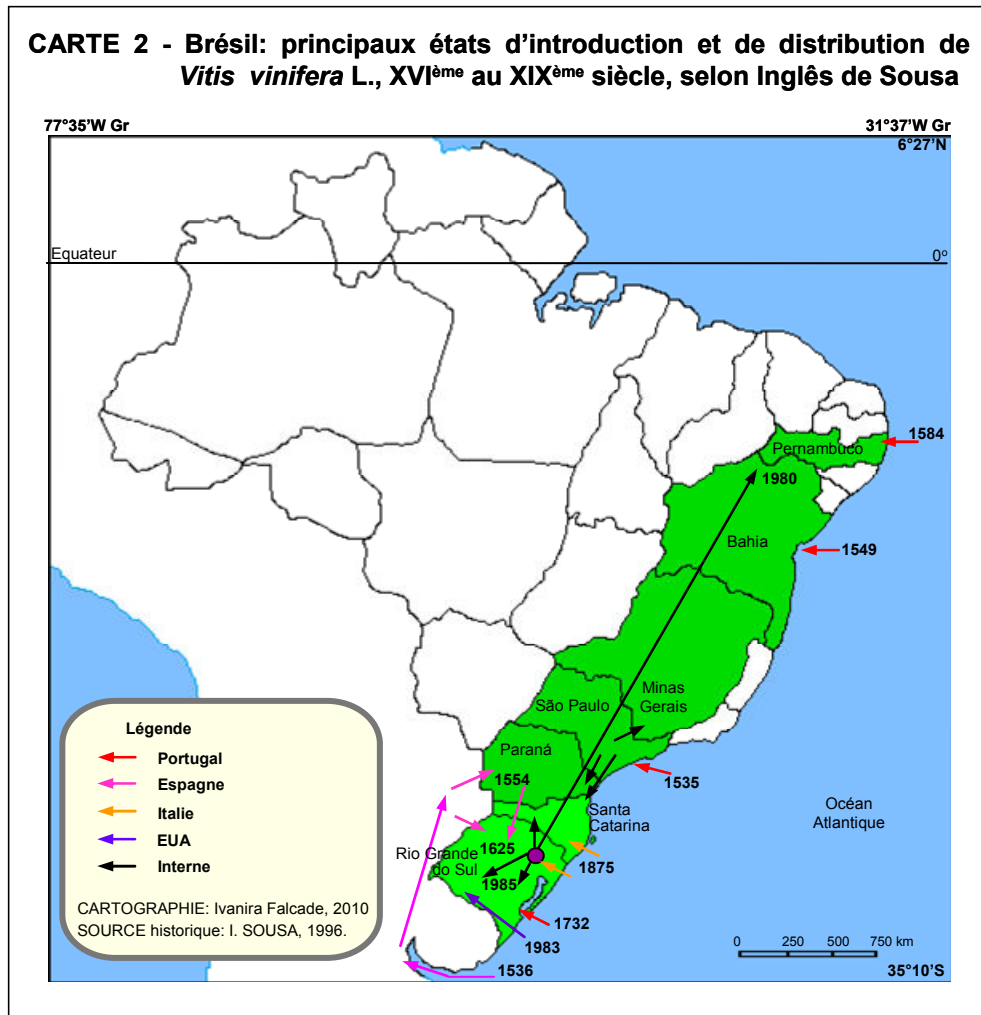 CARTE 2 - Brésil: principaux états d'introduction et de distribution de
Vitis vinifera L., XVIème au XIXème siècle, selon Inglês de Sousa
77°35'W Gr
31°37'W Gr
6°27'N
Equateur
0°
1584
Pernambuco
1980
Bahia
1549
Minas
Gerais
São Paulo
Paraná
1554
1535
Santa
Catarina
Océan
Atlantique
1625
Rio Grande
do Sul
1875
1985
1732
1983
1536
Légende
Portugal
Espagne
Italie
EUA
Interne
CARTOGRAPHIE: Ivanira Falcade, 2010
SOURCE historique: I. SOUSA, 1996.
0 250 500 750 km
35°10'S